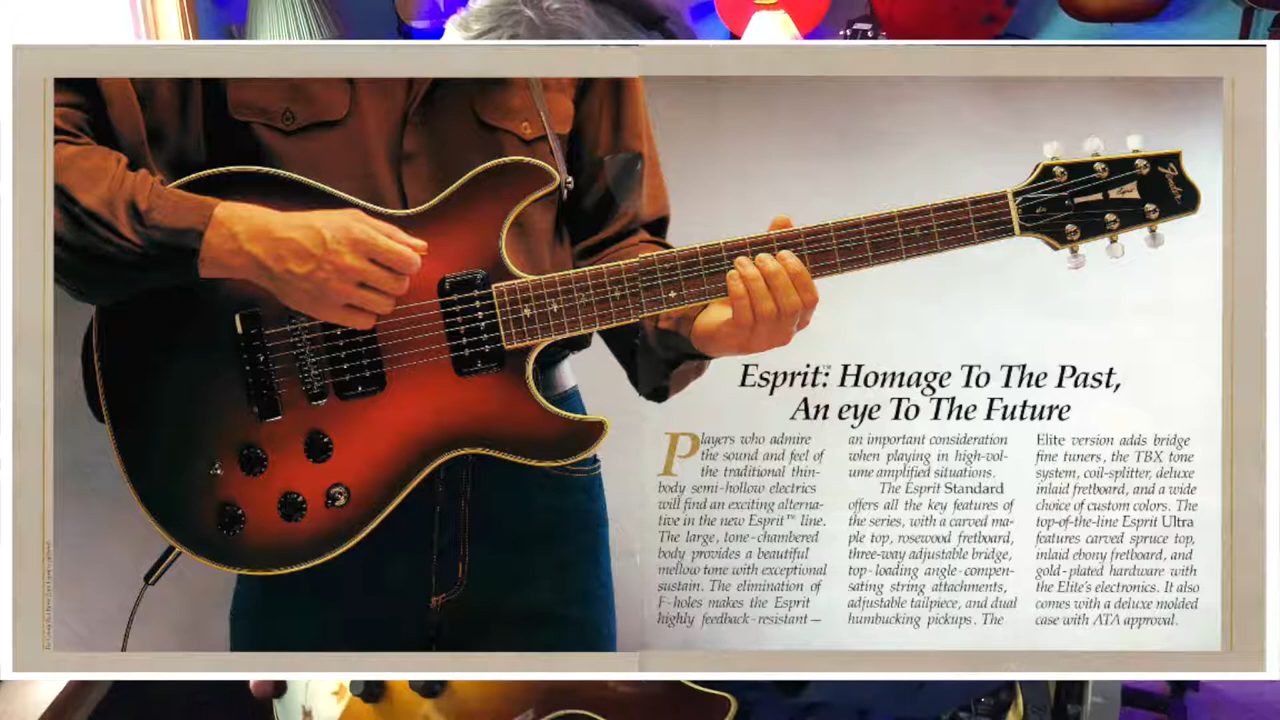 Fender
Esprit
Esprit:™ Homage To The Past,
An eye To The Future
Players who admire
the sound and feel of
the traditional thin-
body semi-hollow electrics
will find an exciting alterna-
tive in the new Esprit™ line.
The large, tone-chambered
body provides a beautiful
mellow tone with exceptional
sustain. The elimination of
F-holes makes the Esprit
highly feedback-resistant—
an important consideration
when playing in high-vol-
ume amplified situations.
The Esprit Standard
offers all the key features of
the series, with a carved ma-
ple top, rosewood fretboard,
three-way adjustable bridge,
top-loading angle-compen-
sating string attachments,
adjustable tailpiece, and dual
humbucking pickups. The
Elite version adds bridge
fine tuners, the TBX tone
system, coil-splitter, deluxe
inlaid fretboard, and a wide
choice of custom colors. The
top-of-the-line Esprit Ultra
features carved spruce top,
inlaid ebony fretboard, and
gold-plated hardware with
the Elite's electronics. It also
comes with a deluxe molded
case with ATA approval.